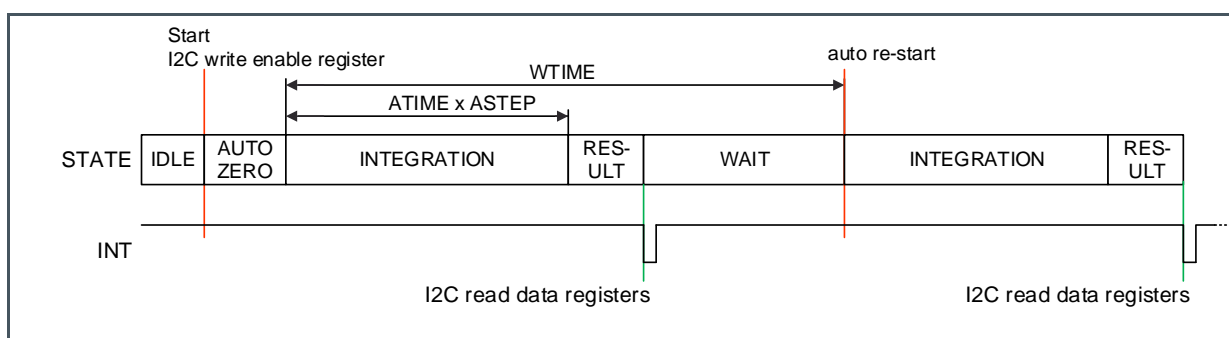 Start
I2C write enable register
auto re-start
WTIME
ATIME x ASTEP
STATE
IDLE
AUTO
ZERO
INTEGRATION
RES-
ULT
WAIT
INTEGRATION
RES-
ULT
INT
I2C read data registers
I2C read data registers